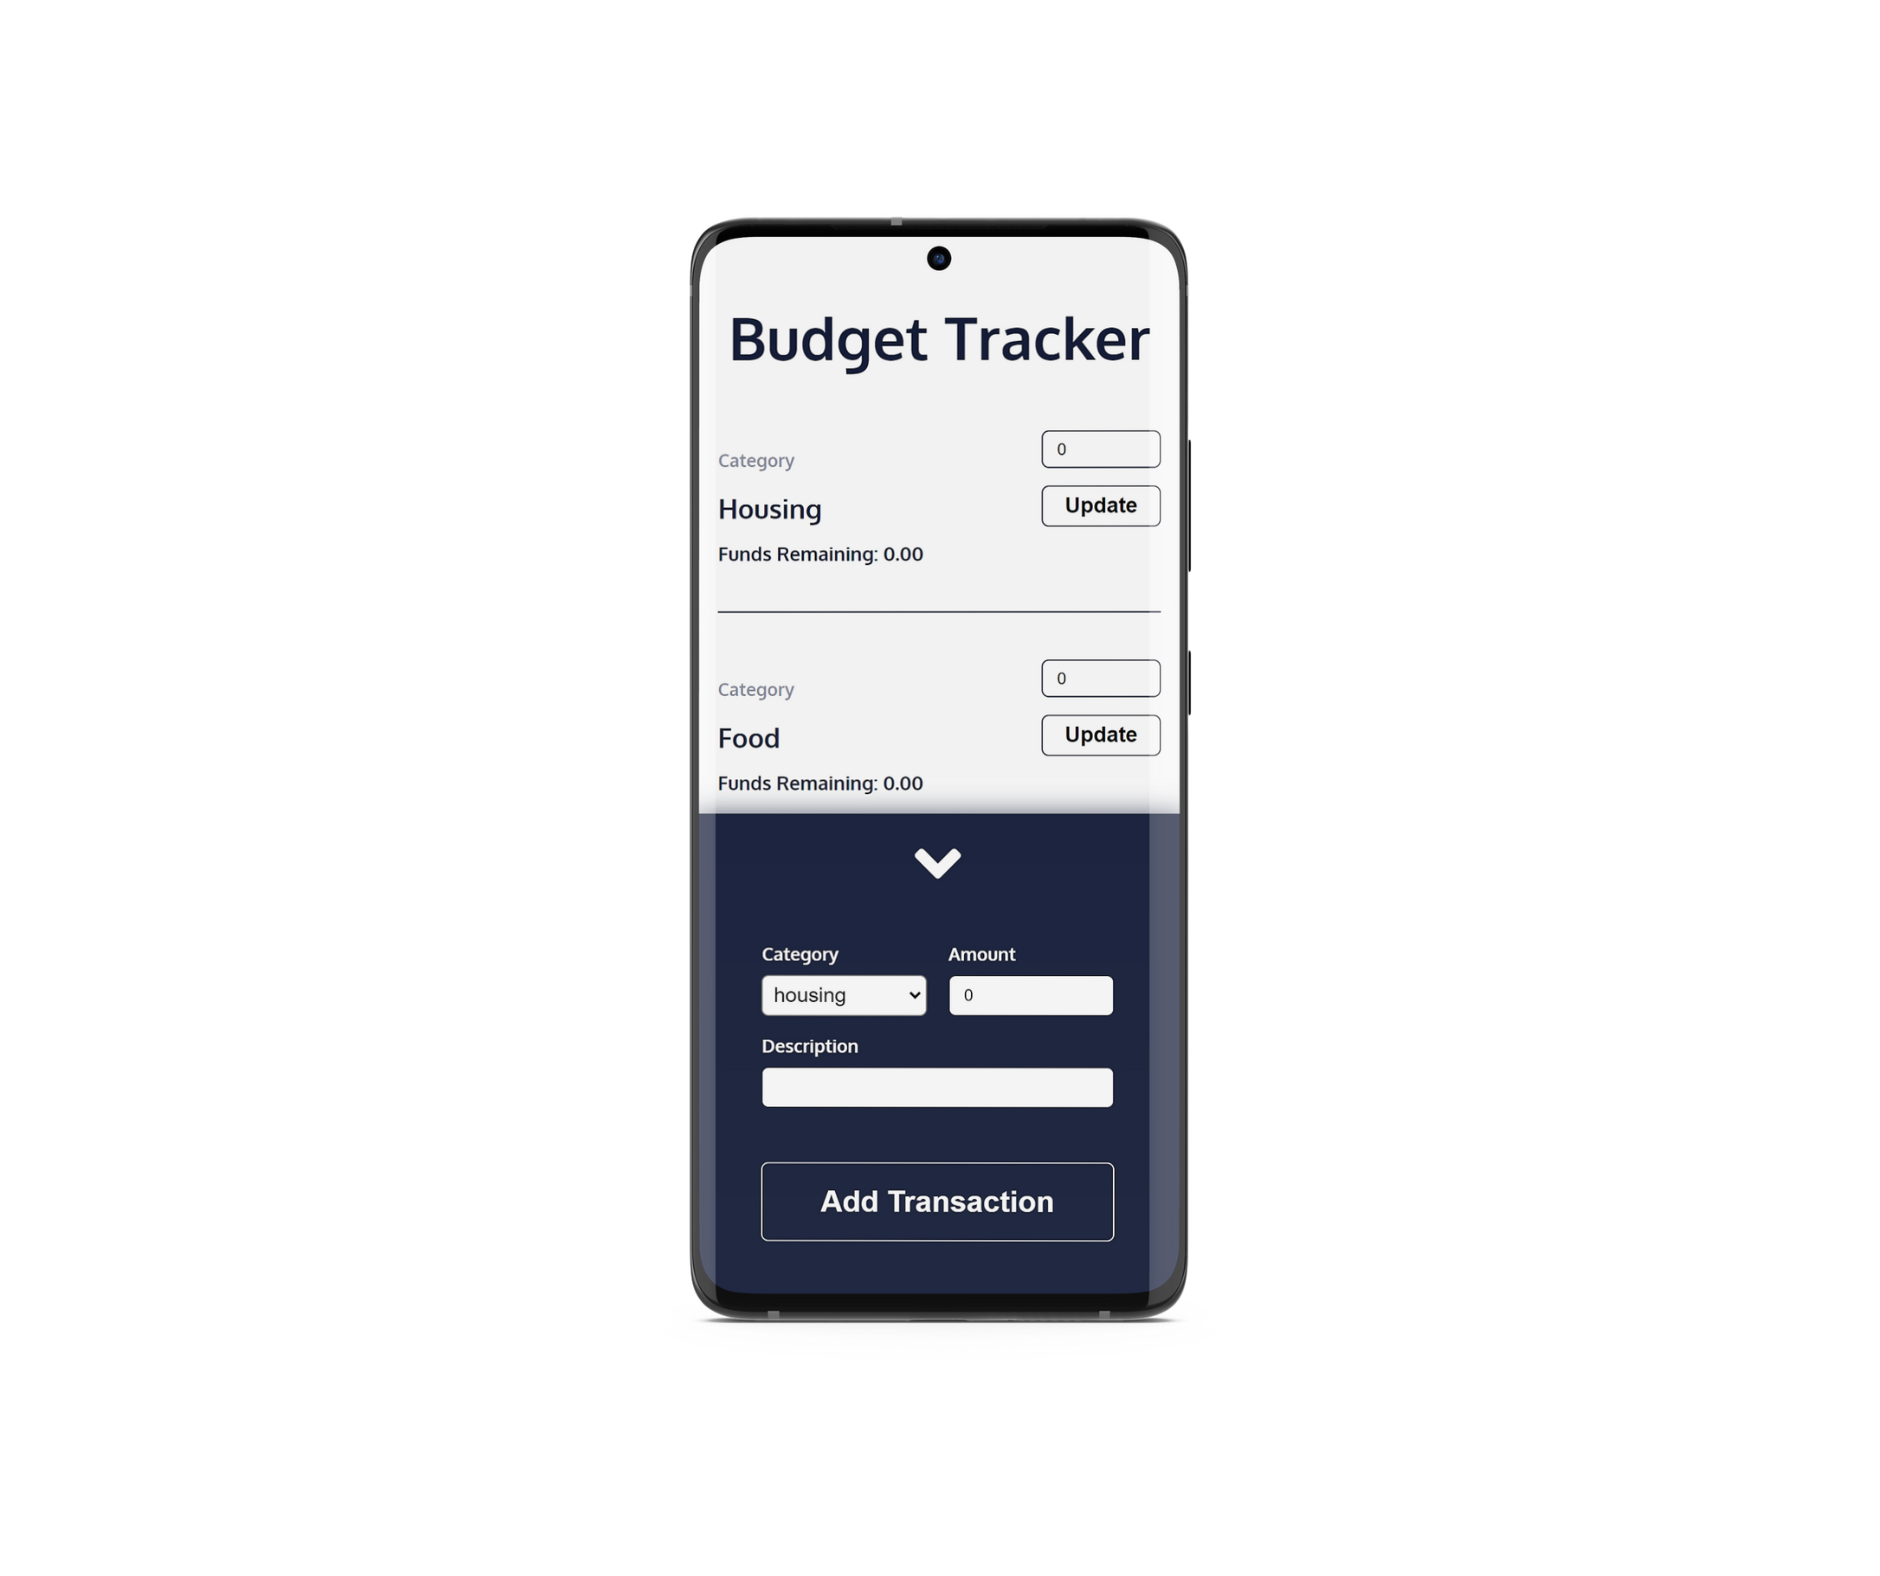 Budget Tracker
Category
0
Housing
Update
Funds Remaining: 0.00
Category
0
Food
Update
Funds Remaining: 0.00
Category
Amount
housing
0
Description
Add Transaction